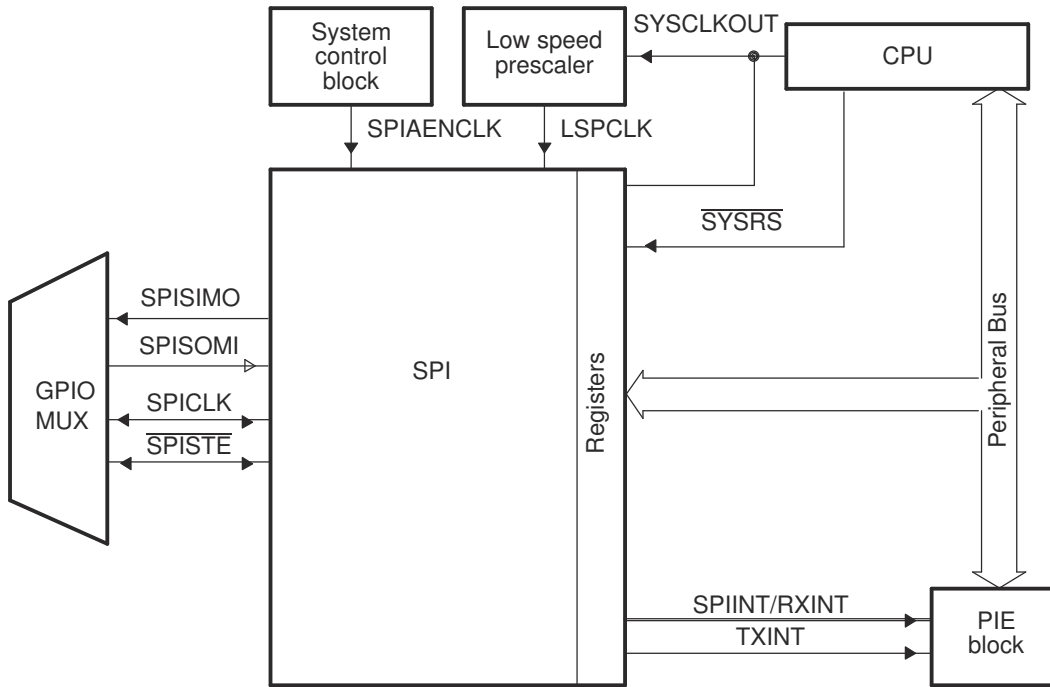 System
control
block
Low speed
prescaler
SYSCLKOUT
CPU
SPIAENCLK
LSPCLK
SYSRS
SPISIMO
SPISOMI
SPICLK
SPISTE
GPIO
MUX
SPI
Registers
Peripheral Bus
SPIINT/RXINT
TXINT
PIE
block